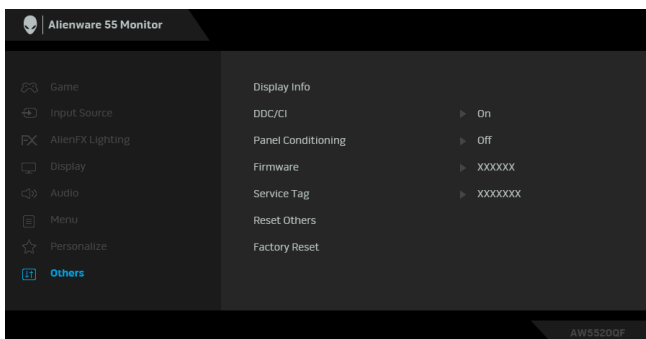 Alienware 55 Monitor
Game
Input Source
AlienFX Lighting
Display
Audio
Menu
Personalize
Others
Display Info
DDC/CI On
Panel Conditioning Off
Firmware XXXXXX
Service Tag XXXXXXX
Reset Others
Factory Reset
AW5520QF